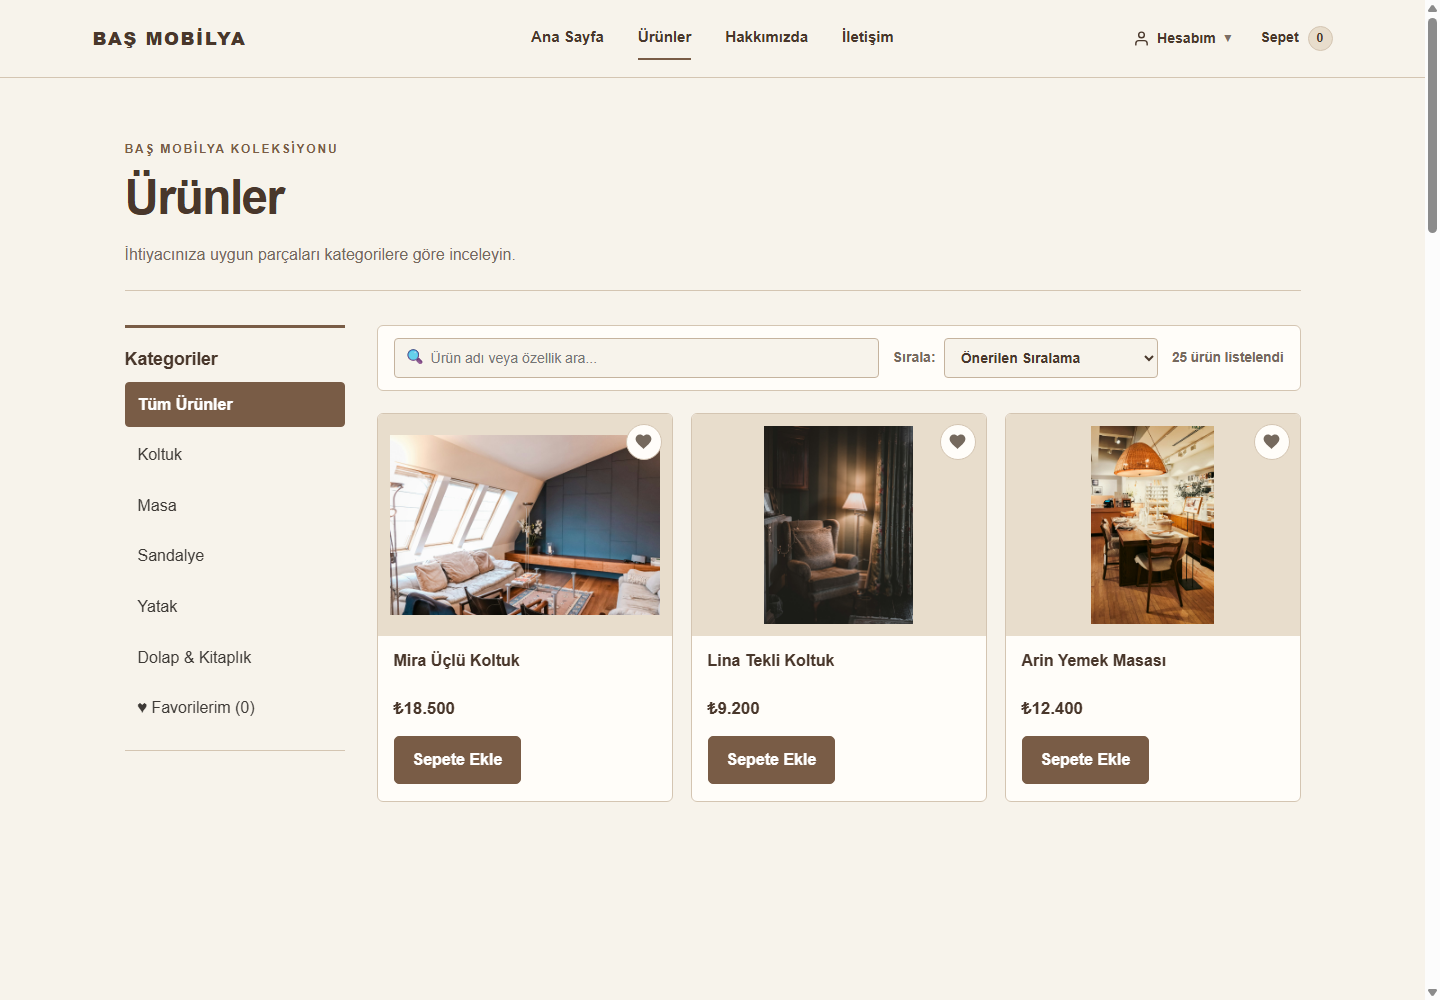 BAŞ MOBİLYA
Ana Sayfa
Ürünler
Hakkımızda
İletişim
Hesabım ▼
Sepet 0
BAŞ MOBİLYA KOLEKSİYONU
Ürünler
İhtiyacınıza uygun parçaları kategorilere göre inceleyin.
Kategoriler
Tüm Ürünler
Koltuk
Masa
Sandalye
Yatak
Dolap & Kitaplık
♥ Favorilerim (0)
Ürün adı veya özellik ara...
Sırala:
Önerilen Sıralama
25 ürün listelendi
Mira Üçlü Koltuk
₺18.500
Sepete Ekle
Lina Tekli Koltuk
₺9.200
Sepete Ekle
Arin Yemek Masası
₺12.400
Sepete Ekle